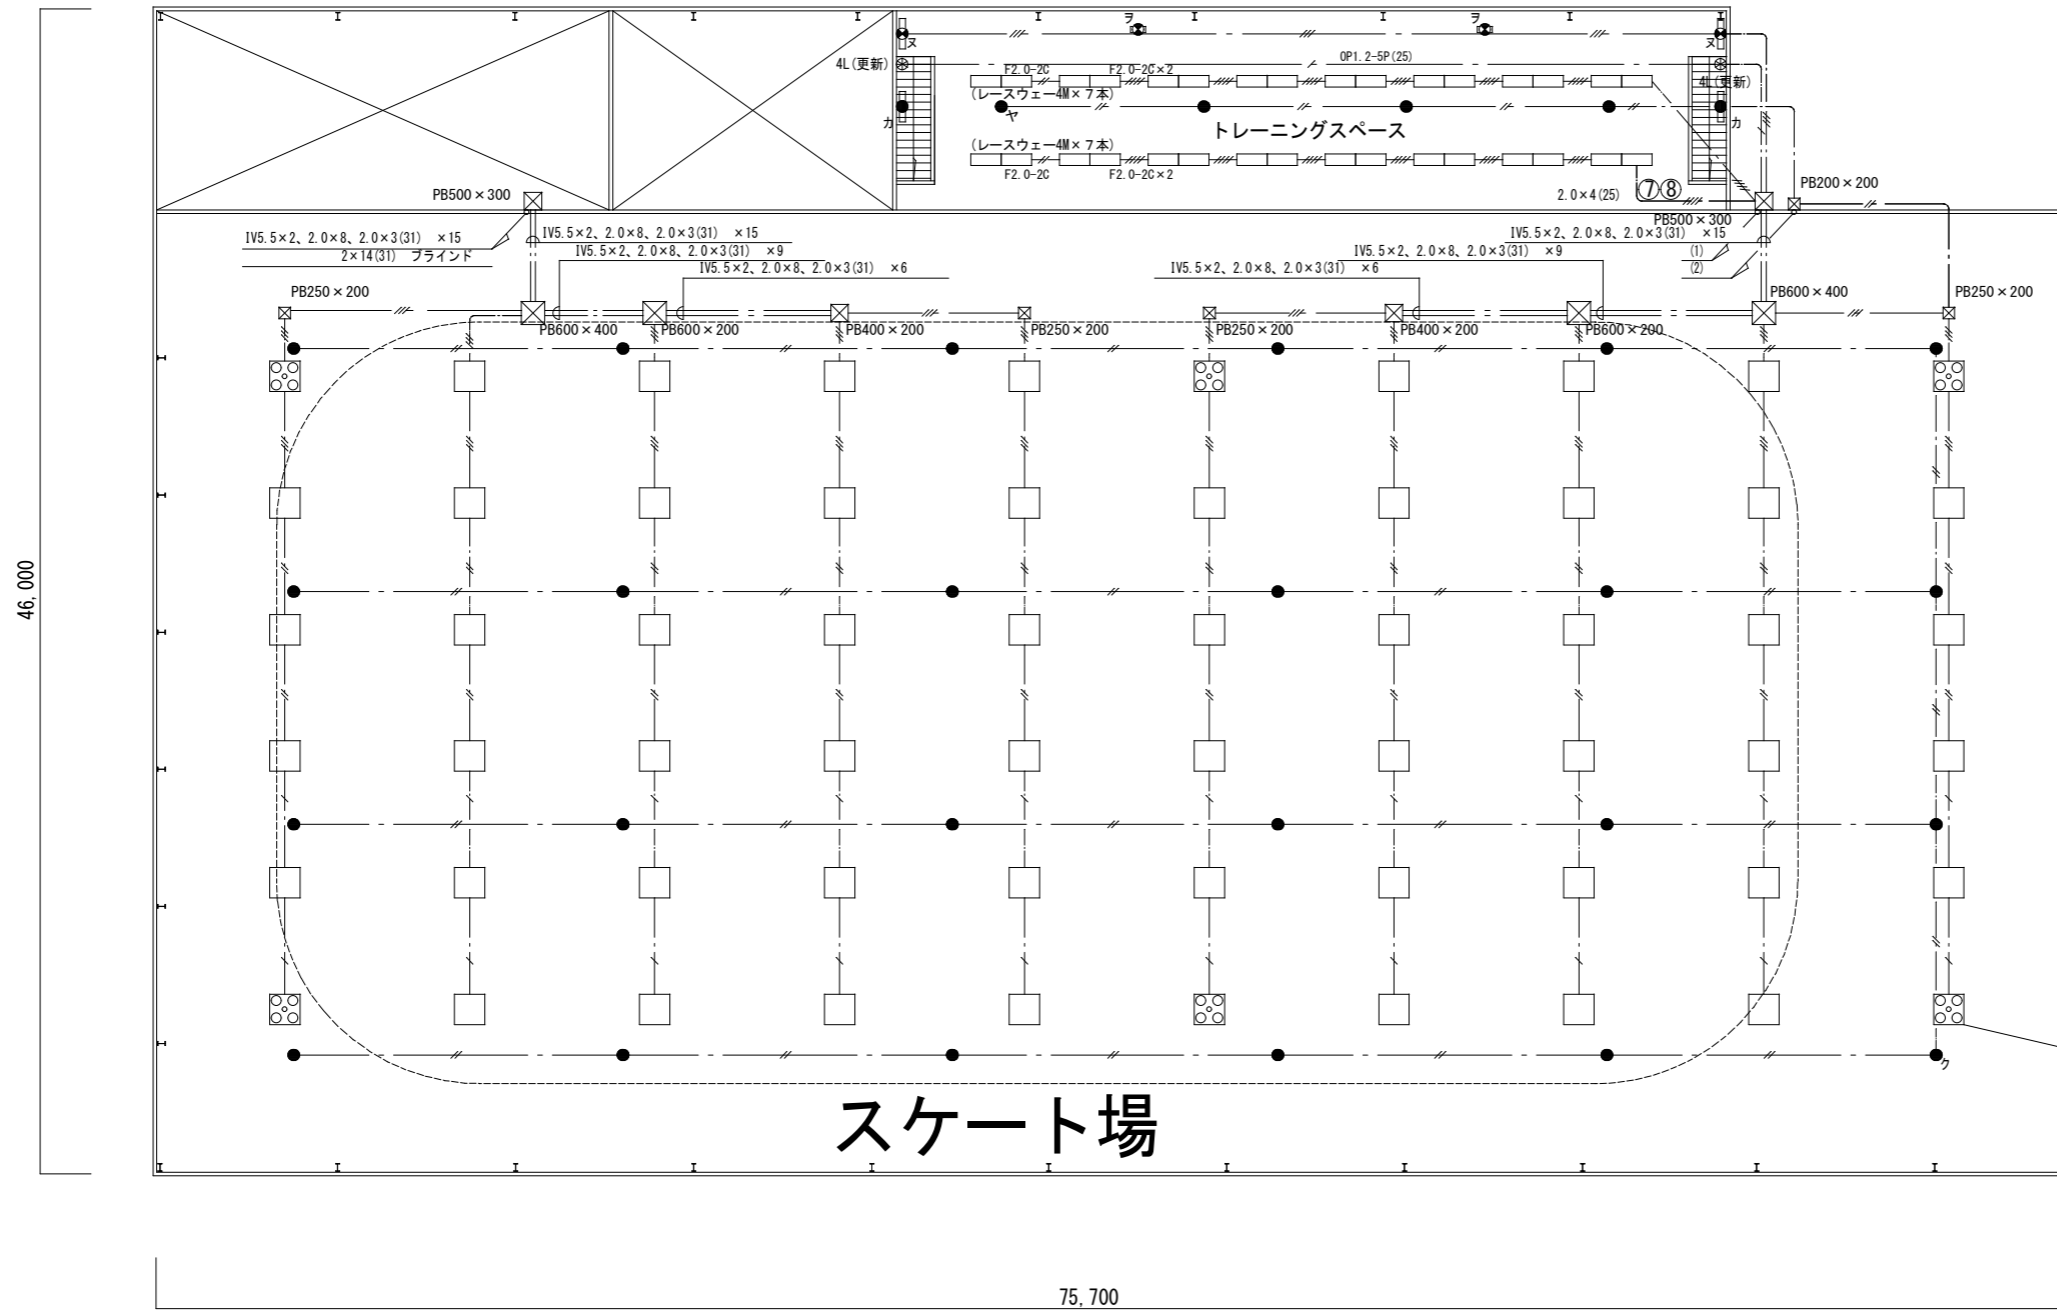 ヲ
ヲ
ヌ
ヌ
4L(更新)
OP1.2-5P(25)
F2.0-2C
F2.0-2C×2
4L(更新)
(レースウェー4M×7本)
カ
ヤ
トレーニングスペース
カ
(レースウェー4M×7本)
F2.0-2C
F2.0-2C×2
⑦⑧
PB200×200
PB500×300
2.0×4(25)
PB500×300
IV5.5×2、2.0×8、2.0×3(31) ×15
2×14(31) ブラインド
IV5.5×2、2.0×8、2.0×3(31) ×15
IV5.5×2、2.0×8、2.0×3(31) ×9
IV5.5×2、2.0×8、2.0×3(31) ×6
IV5.5×2、2.0×8、2.0×3(31) ×15
(1)
(2)
IV5.5×2、2.0×8、2.0×3(31) ×9
IV5.5×2、2.0×8、2.0×3(31) ×6
PB250×200
PB600×400
PB250×200
PB600×400
PB600×200
PB400×200
PB250×200
PB250×200
PB400×200
PB600×200
46,000
ク
スケート場
75,700